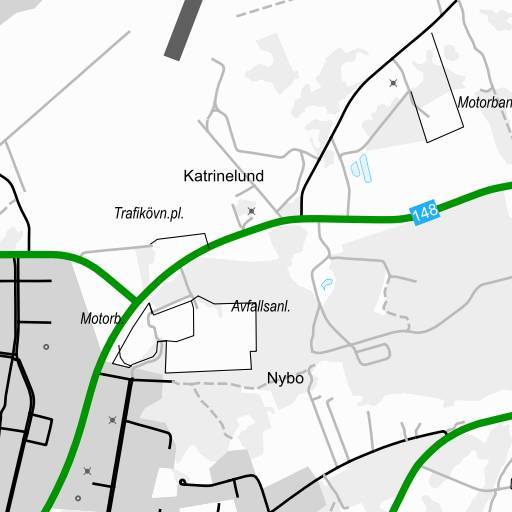 Motorban
Katrinelund
Trafikövn.pl.
148
Avfallsanl.
Motorb
Nybo